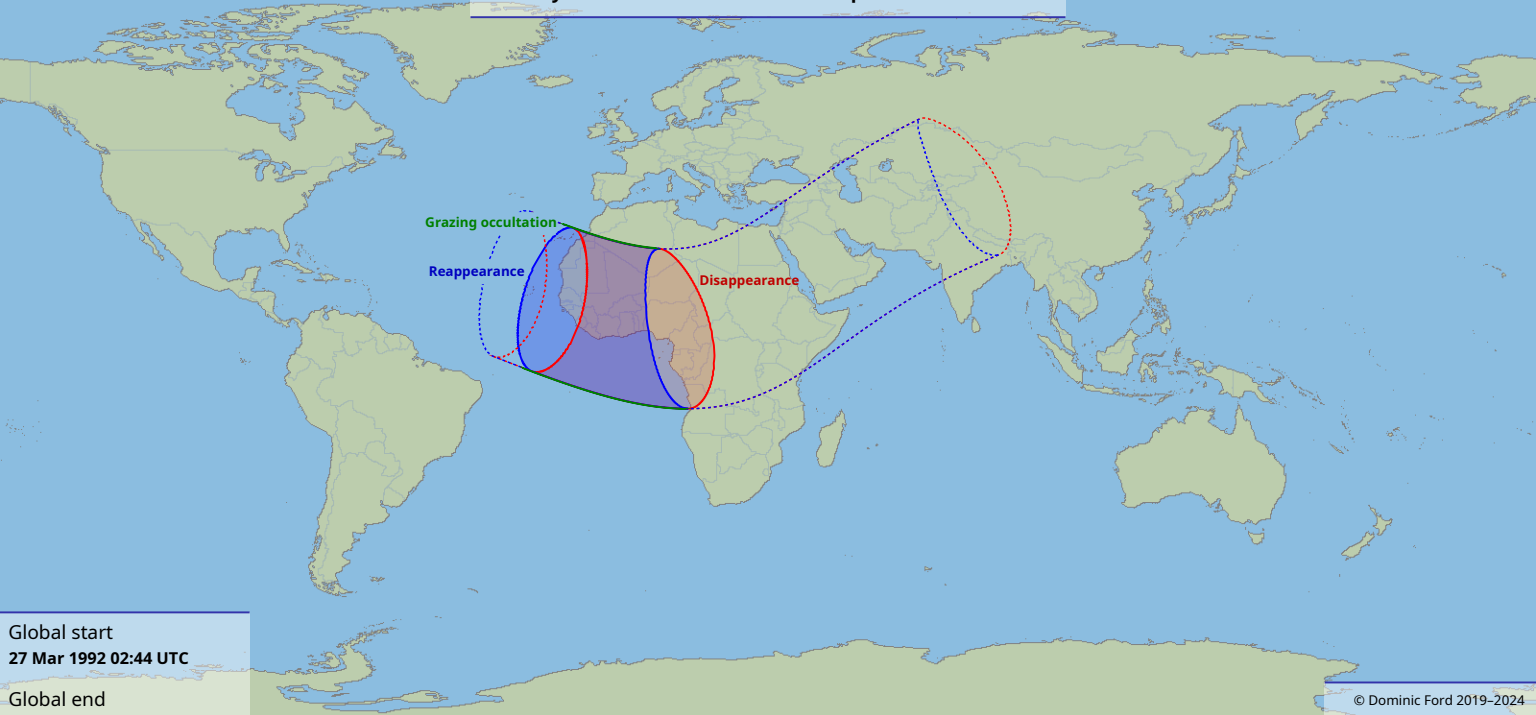 Grazing occultation
Reappearance
Disappearance
Global start
27 Mar 1992 02:44 UTC
Global end
© Dominic Ford 2019–2024